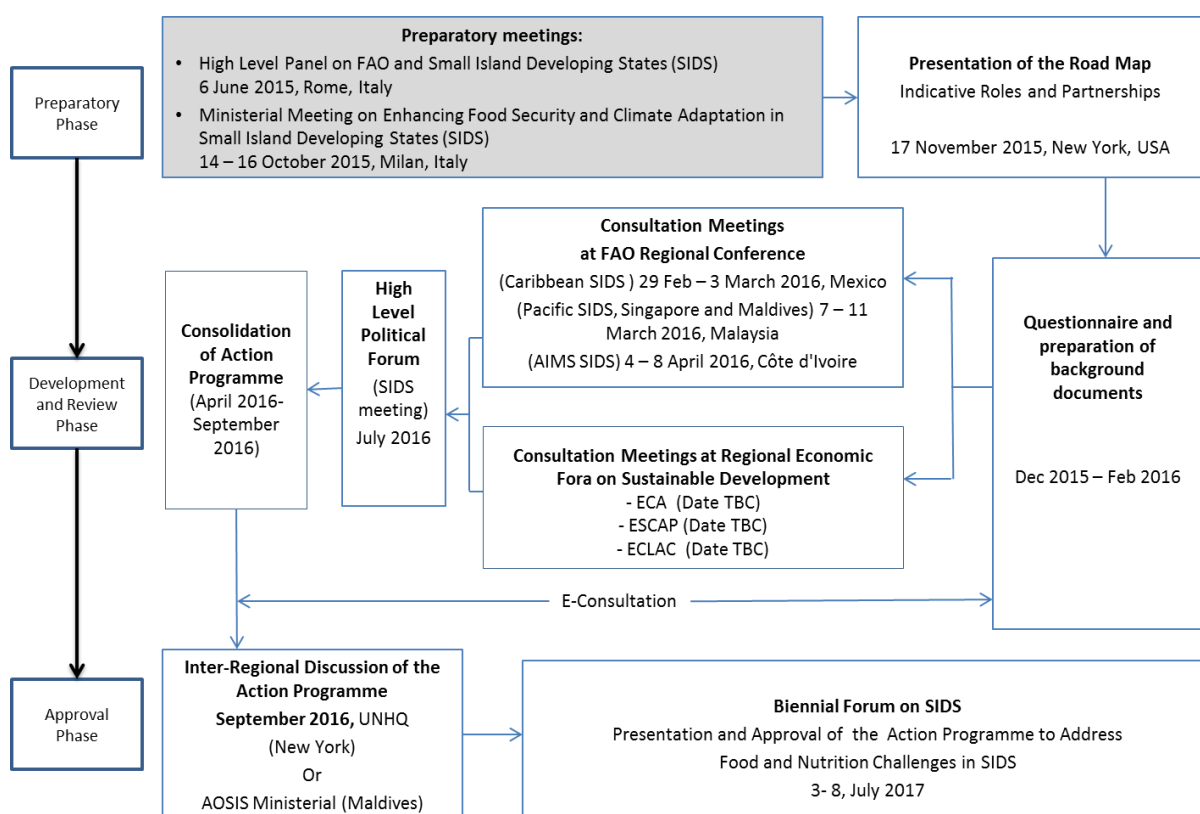 Preparatory
Phase
Preparatory meetings:
• High Level Panel on FAO and Small Island Developing States (SIDS)
6 June 2015, Rome, Italy
• Ministerial Meeting on Enhancing Food Security and Climate Adaptation in
Small Island Developing States (SIDS)
14 – 16 October 2015, Milan, Italy
Presentation of the Road Map
Indicative Roles and Partnerships
17 November 2015, New York, USA
Development
and Review
Phase
Consolidation
of Action
Programme
(April 2016-
September
2016)
High
Level
Political
Forum
(SIDS
meeting)
July 2016
Consultation Meetings
at FAO Regional Conference
(Caribbean SIDS ) 29 Feb – 3 March 2016, Mexico
(Pacific SIDS, Singapore and Maldives) 7 – 11
March 2016, Malaysia
(AIMS SIDS) 4 – 8 April 2016, Côte d'Ivoire
Consultation Meetings at Regional Economic
Fora on Sustainable Development
- ECA (Date TBC)
- ESCAP (Date TBC)
- ECLAC (Date TBC)
Questionnaire and
preparation of
background
documents
Dec 2015 – Feb 2016
E-Consultation
Approval
Phase
Inter-Regional Discussion of the
Action Programme
September 2016, UNHQ
(New York)
Or
AOSIS Ministerial (Maldives)
Biennial Forum on SIDS
Presentation and Approval of the Action Programme to Address
Food and Nutrition Challenges in SIDS
3- 8, July 2017